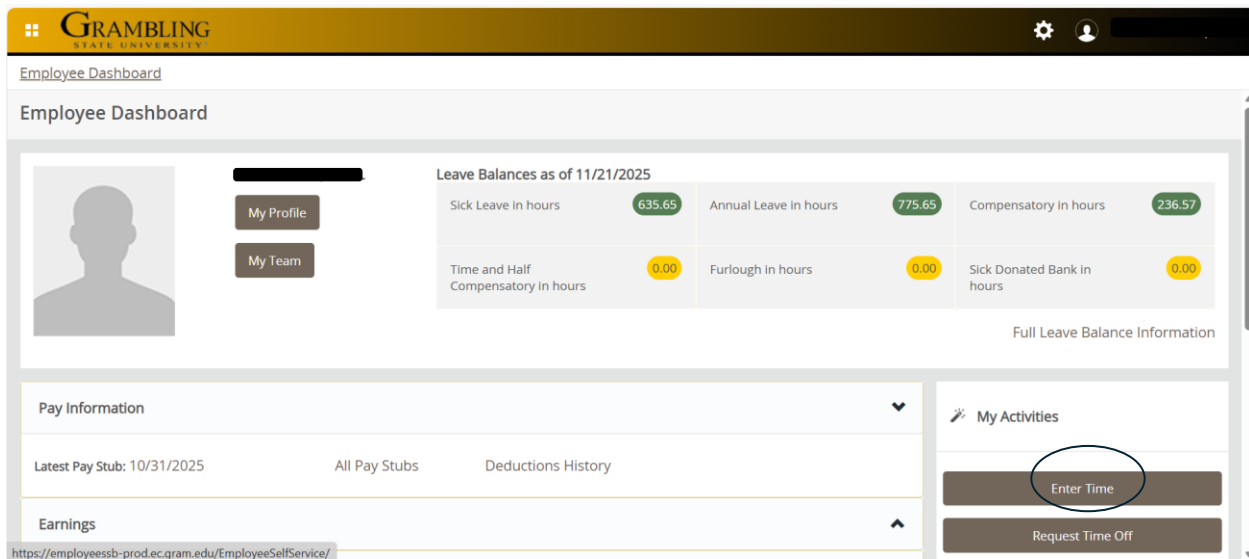 GRAMBLING
STATE UNIVERSITY
Employee Dashboard
Employee Dashboard
Leave Balances as of 11/21/2025
My Profile
My Team
Sick Leave in hours 635.65 Annual Leave in hours 775.65 Compensatory in hours 236.57
Time and Half Compensatory in hours 0.00 Furlough in hours 0.00 Sick Donated Bank in hours 0.00
Full Leave Balance Information
Pay Information
Latest Pay Stub: 10/31/2025 All Pay Stubs Deductions History
Earnings
My Activities
Enter Time
Request Time Off
https://employeessb-prod.ec.gram.edu/EmployeeSelfService/